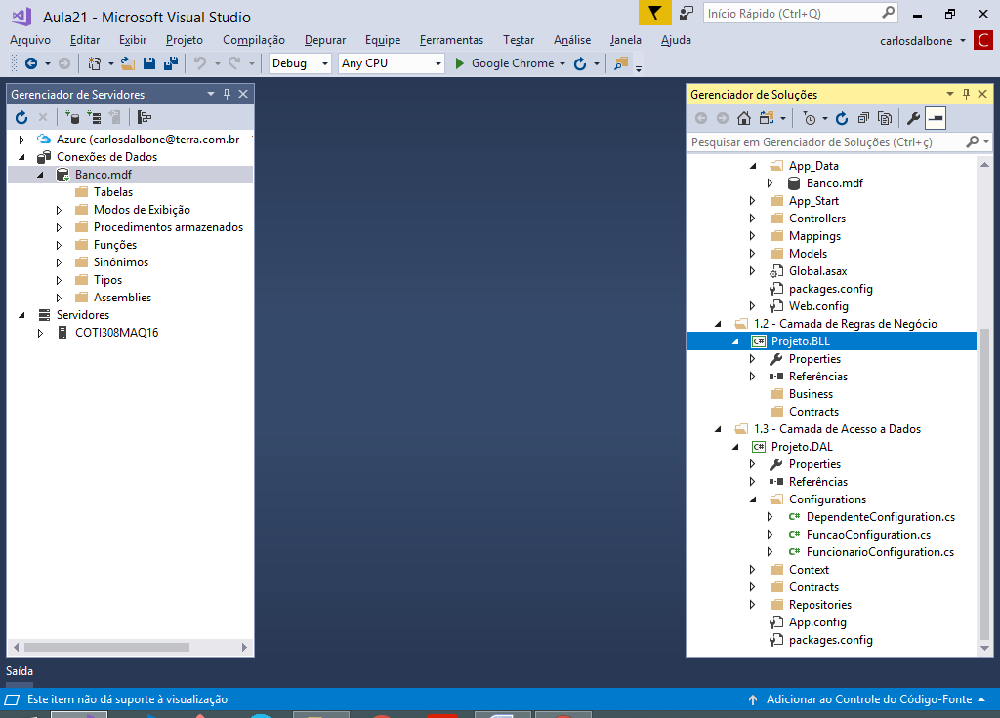 Aula21 - Microsoft Visual Studio
Início Rápido (Ctrl+Q)
Arquivo Editar Exibir Projeto Compilação Depurar Equipe Ferramentas Testar Análise Janela Ajuda
carlosdalbone C
Debug Any CPU Google Chrome
Gerenciador de Servidores
Azure (carlosdalbone@terra.com.br –
Conexões de Dados
Banco.mdf
Tabelas
Modos de Exibição
Procedimentos armazenados
Funções
Sinônimos
Tipos
Assemblies
Servidores
COTI308MAQ16
Gerenciador de Soluções
Pesquisar em Gerenciador de Soluções (Ctrl+ç)
App_Data
Banco.mdf
App_Start
Controllers
Mappings
Models
Global.asax
packages.config
Web.config
1.2 - Camada de Regras de Negócio
C# Projeto.BLL
Properties
Referências
Business
Contracts
1.3 - Camada de Acesso a Dados
C# Projeto.DAL
Properties
Referências
Configurations
C# DependenteConfiguration.cs
C# FuncaoConfiguration.cs
C# FuncionarioConfiguration.cs
Context
Contracts
Repositories
App.config
packages.config
Saída
Este item não dá suporte à visualização
Adicionar ao Controle do Código-Fonte